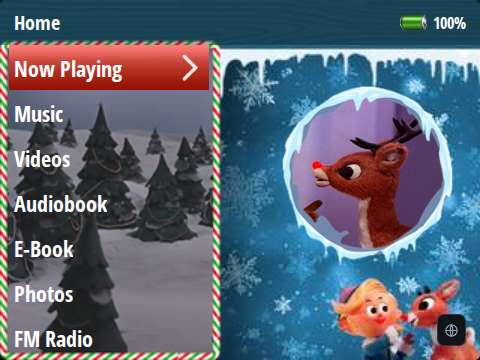 Home
100%
Now Playing
Music
Videos
Audiobook
E-Book
Photos
FM Radio